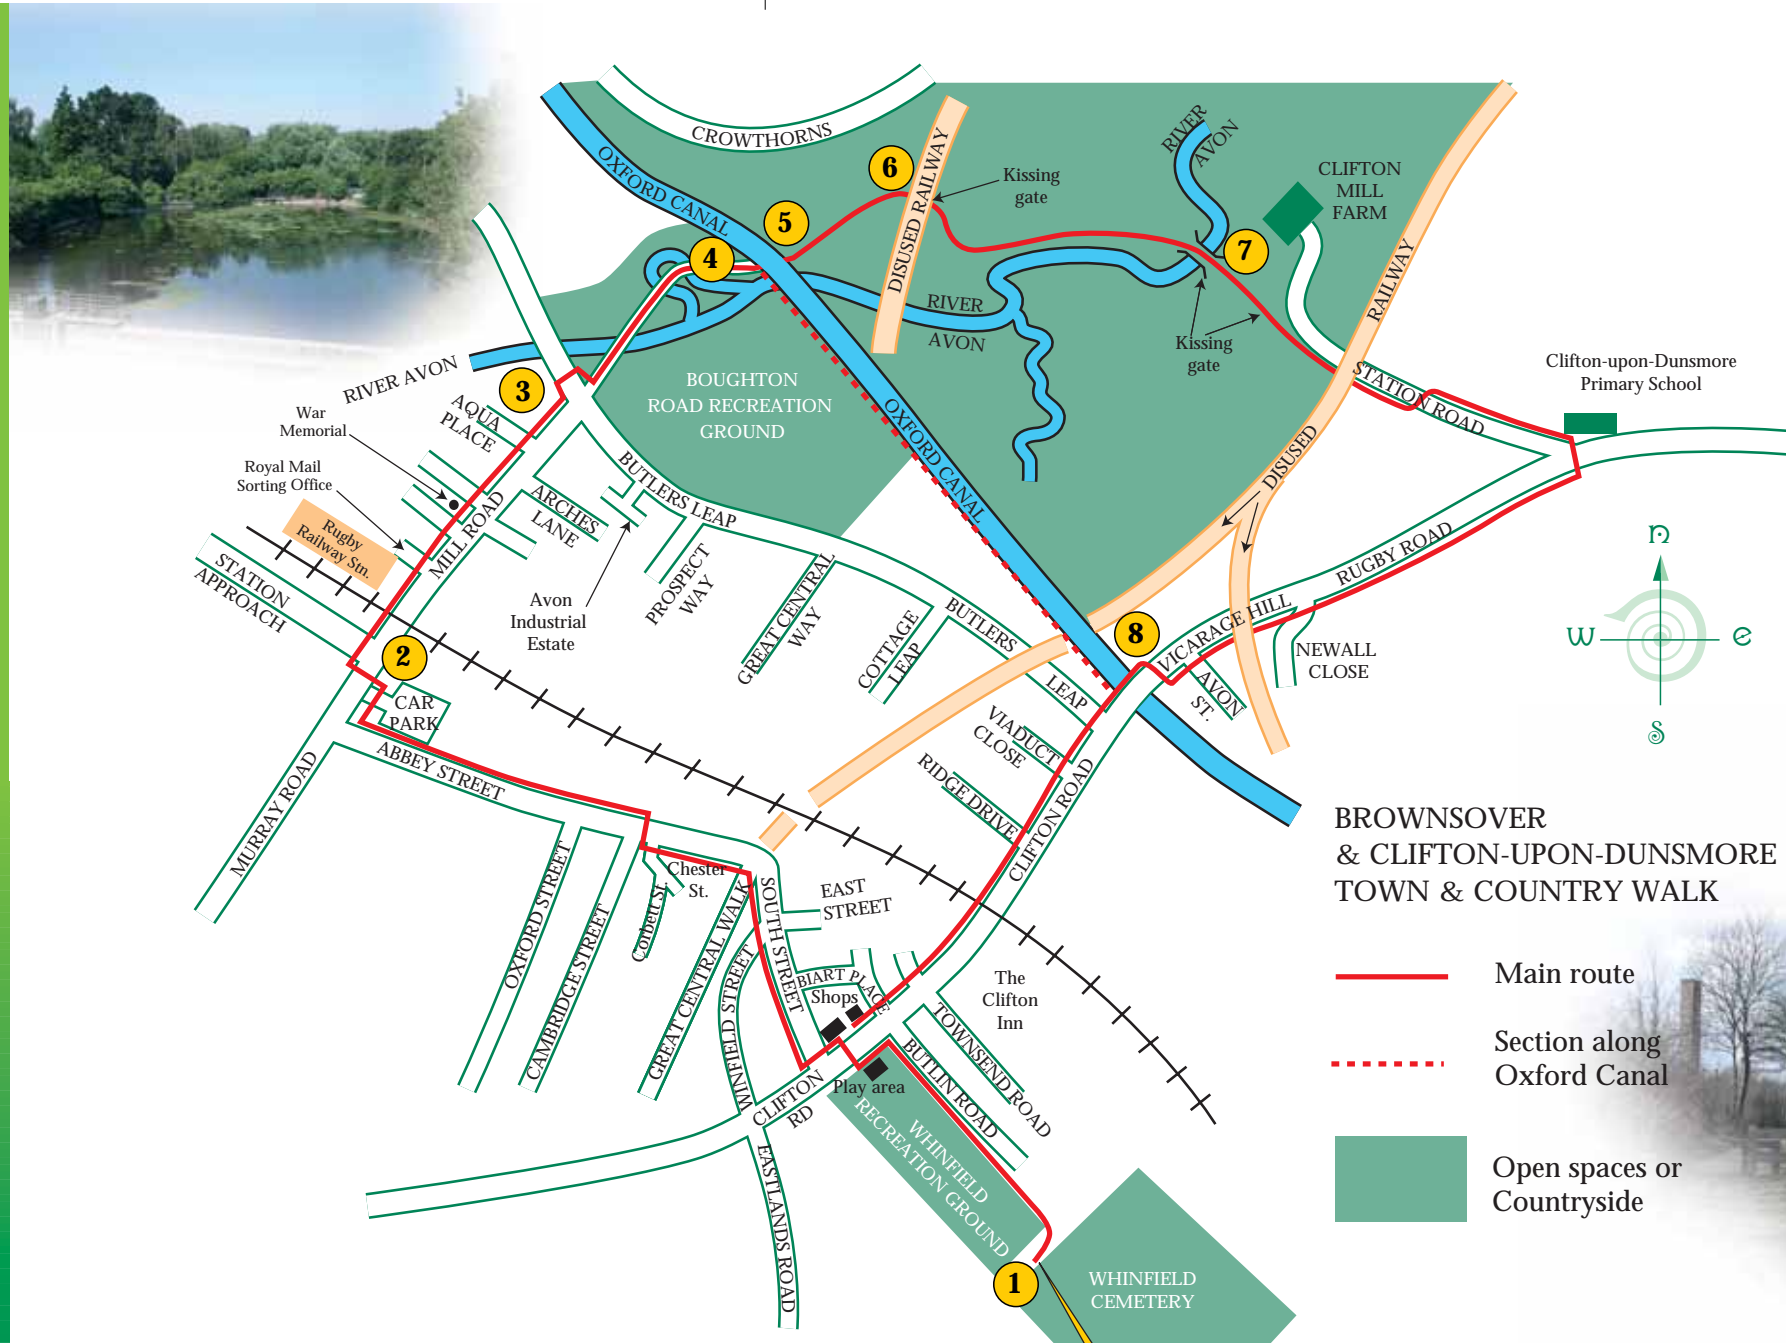 CROWTHORNS
OXFORD CANAL
6
DISUSED RAILWAY
Kissing
gate
RIVER
AVON
CLIFTON
MILL
FARM
5
4
7
RAILWAY
RIVER
AVON
Kissing
gate
RIVER AVON
3
BOUGHTON
ROAD RECREATION
GROUND
STATION ROAD
Clifton-upon-Dunsmore
Primary School
AQUA
PLACE
War
Memorial
Royal Mail
Sorting Office
Rugby
Railway Stn.
MILL ROAD
ARCHES
LANE
BUTLERS LEAP
OXFORD CANAL
DISUSED
STATION
APPROACH
Avon
Industrial
Estate
PROSPECT
WAY
GREAT CENTRAL
WAY
COTTAGE
LEAP
BUTLERS
LEAP
8
VICARAGE HILL
RUGBY ROAD
NEWALL
CLOSE
AVON
ST.
n
W
e
S
2
CAR
PARK
ABBEY STREET
MURRAY ROAD
VIADUCT
CLOSE
RIDGE DRIVE
CLIFTON ROAD
BROWNSOVER
& CLIFTON-UPON-DUNSMORE
TOWN & COUNTRY WALK
OXFORD STREET
CAMBRIDGE STREET
Corbett St.
Chester
St.
GREAT CENTRAL WALK
WINFIELD STREET
SOUTH STREET
EAST
STREET
BIART PLACE
Shops
The
Clifton
Inn
TOWNSEND ROAD
BUTLIN ROAD
CLIFTON
RD
Play area
WHINFIELD
RECREATION GROUND
EASTLANDS ROAD
1
WHINFIELD
CEMETERY
Main route
Section along
Oxford Canal
Open spaces or
Countryside